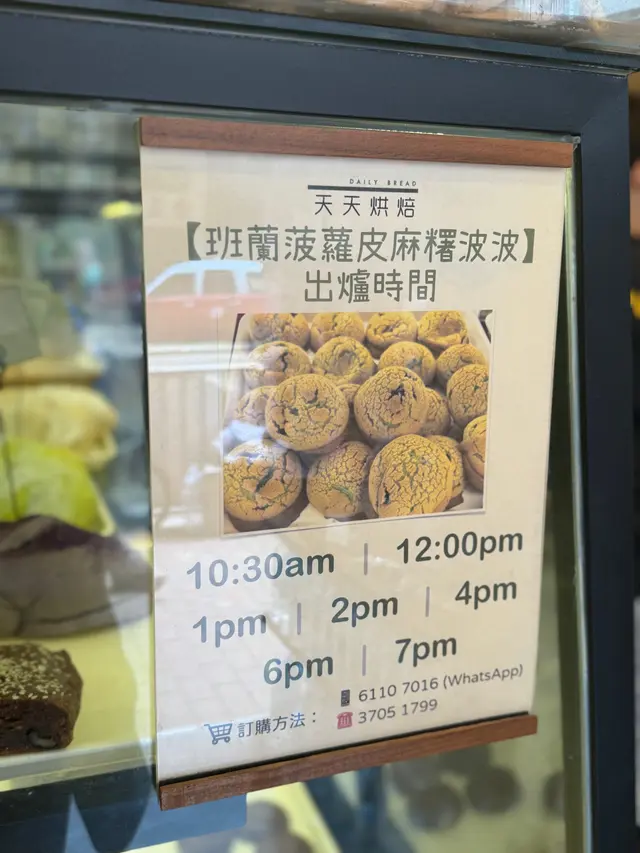 DAILY BREAD
天天烘焙
【班蘭菠蘿皮麻糬波波】
出爐時間
10:30am | 12:00pm
1pm | 2pm | 4pm
6pm | 7pm
6110 7016 (WhatsApp)
訂購方法： 3705 1799